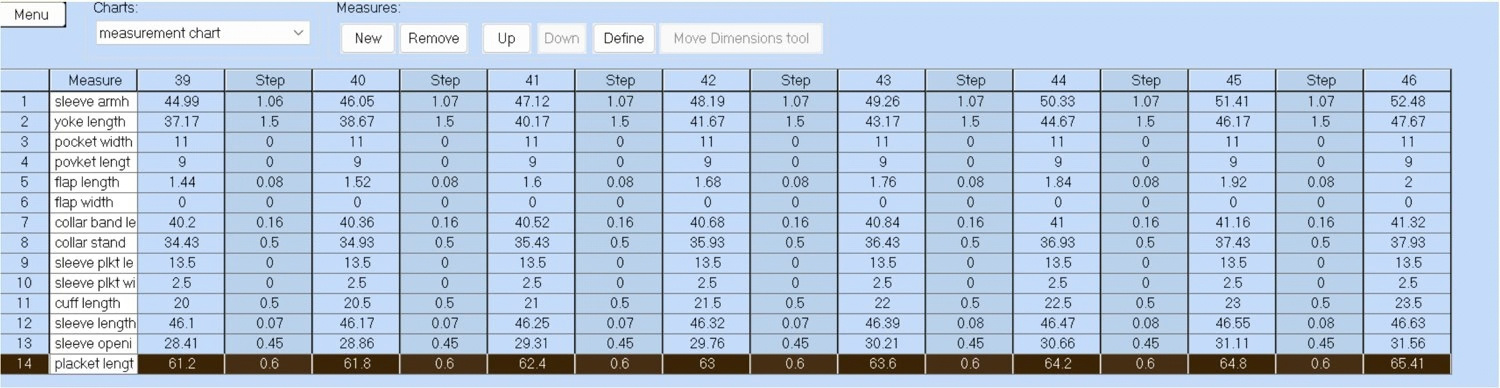 Menu
Charts:
measurement chart
Measures:
New Remove Up Down Define Move Dimensions tool
Measure 39 Step 40 Step 41 Step 42 Step 43 Step 44 Step 45 Step 46
1 sleeve armh 44.99 1.06 46.05 1.07 47.12 1.07 48.19 1.07 49.26 1.07 50.33 1.07 51.41 1.07 52.48
2 yoke length 37.17 1.5 38.67 1.5 40.17 1.5 41.67 1.5 43.17 1.5 44.67 1.5 46.17 1.5 47.67
3 pocket width 11 0 11 0 11 0 11 0 11 0 11 0 11 0 11
4 povket lengt 9 0 9 0 9 0 9 0 9 0 9 0 9 0 9
5 flap length 1.44 0.08 1.52 0.08 1.6 0.08 1.68 0.08 1.76 0.08 1.84 0.08 1.92 0.08 2
6 flap width 0 0 0 0 0 0 0 0 0 0 0 0 0 0 0
7 collar band le 40.2 0.16 40.36 0.16 40.52 0.16 40.68 0.16 40.84 0.16 41 0.16 41.16 0.16 41.32
8 collar stand 34.43 0.5 34.93 0.5 35.43 0.5 35.93 0.5 36.43 0.5 36.93 0.5 37.43 0.5 37.93
9 sleeve plkt le 13.5 0 13.5 0 13.5 0 13.5 0 13.5 0 13.5 0 13.5 0 13.5
10 sleeve plkt wi 2.5 0 2.5 0 2.5 0 2.5 0 2.5 0 2.5 0 2.5 0 2.5
11 cuff length 20 0.5 20.5 0.5 21 0.5 21.5 0.5 22 0.5 22.5 0.5 23 0.5 23.5
12 sleeve length 46.1 0.07 46.17 0.07 46.25 0.07 46.32 0.07 46.39 0.08 46.47 0.08 46.55 0.08 46.63
13 sleeve openi 28.41 0.45 28.86 0.45 29.31 0.45 29.76 0.45 30.21 0.45 30.66 0.45 31.11 0.45 31.56
14 placket lengt 61.2 0.6 61.8 0.6 62.4 0.6 63 0.6 63.6 0.6 64.2 0.6 64.8 0.6 65.41